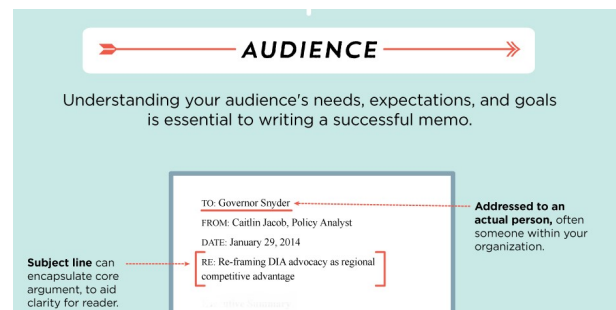 AUDIENCE
Understanding your audience's needs, expectations, and goals
is essential to writing a successful memo.
TO: Governor Snyder
FROM: Caitlin Jacob, Policy Analyst
DATE: January 29, 2014
RE: Re-framing DIA advocacy as regional
competitive advantage
Addressed to an
actual person, often
someone within your
organization.
Subject line can
encapsulate core
argument, to aid
clarity for reader.